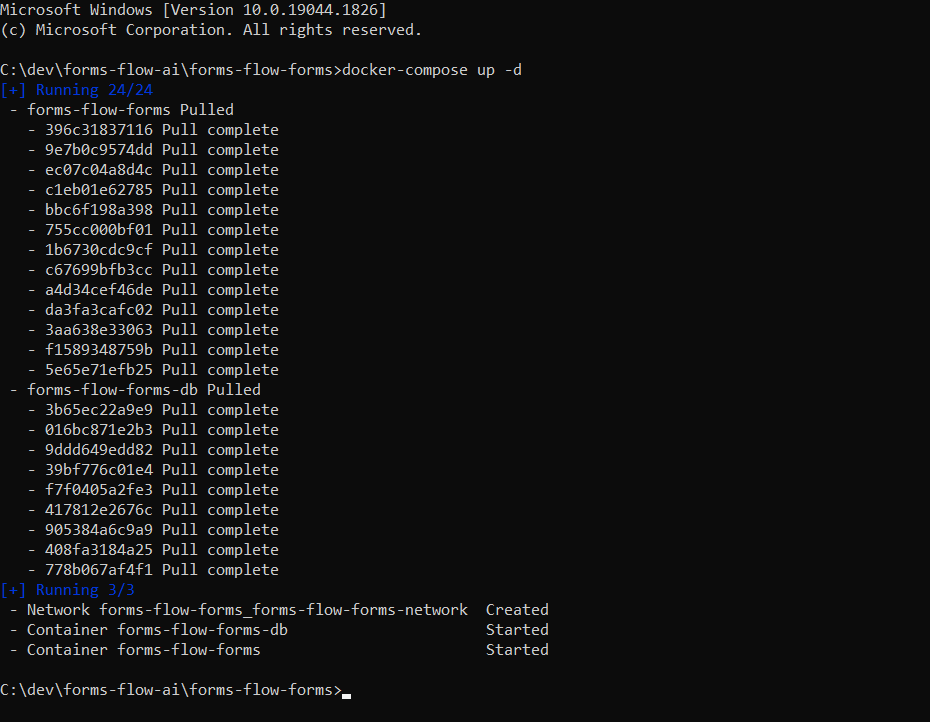 Microsoft Windows [Version 10.0.19044.1826]
(c) Microsoft Corporation. All rights reserved.
C:\dev\forms-flow-ai\forms-flow-forms>docker-compose up -d
[+] Running 24/24
- forms-flow-forms Pulled
- 396c31837116 Pull complete
- 9e7b0c9574dd Pull complete
- ec07c04a8d4c Pull complete
- c1eb01e62785 Pull complete
- bbc6f198a398 Pull complete
- 755cc000bf01 Pull complete
- 1b6730cdc9cf Pull complete
- c67699bfb3cc Pull complete
- a4d34cef46de Pull complete
- da3fa3cafc02 Pull complete
- 3aa638e33063 Pull complete
- f1589348759b Pull complete
- 5e65e71efb25 Pull complete
- forms-flow-forms-db Pulled
- 3b65ec22a9e9 Pull complete
- 016bc871e2b3 Pull complete
- 9ddd649edd82 Pull complete
- 39bf776c01e4 Pull complete
- f7f0405a2fe3 Pull complete
- 417812e2676c Pull complete
- 905384a6c9a9 Pull complete
- 408fa3184a25 Pull complete
- 778b067af4f1 Pull complete
[+] Running 3/3
- Network forms-flow-forms_forms-flow-forms-network  Created
- Container forms-flow-forms-db                      Started
- Container forms-flow-forms                         Started
C:\dev\forms-flow-ai\forms-flow-forms>